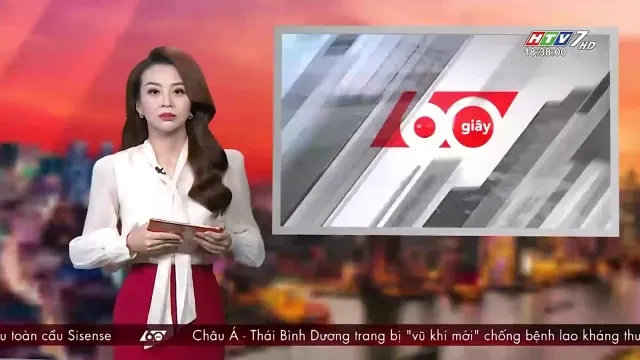 HTV7 HD
18:38:00
60 giây
u toàn cầu Sisense 60 Châu Á - Thái Bình Dương trang bị "vũ khí mới" chống bệnh lao kháng thu